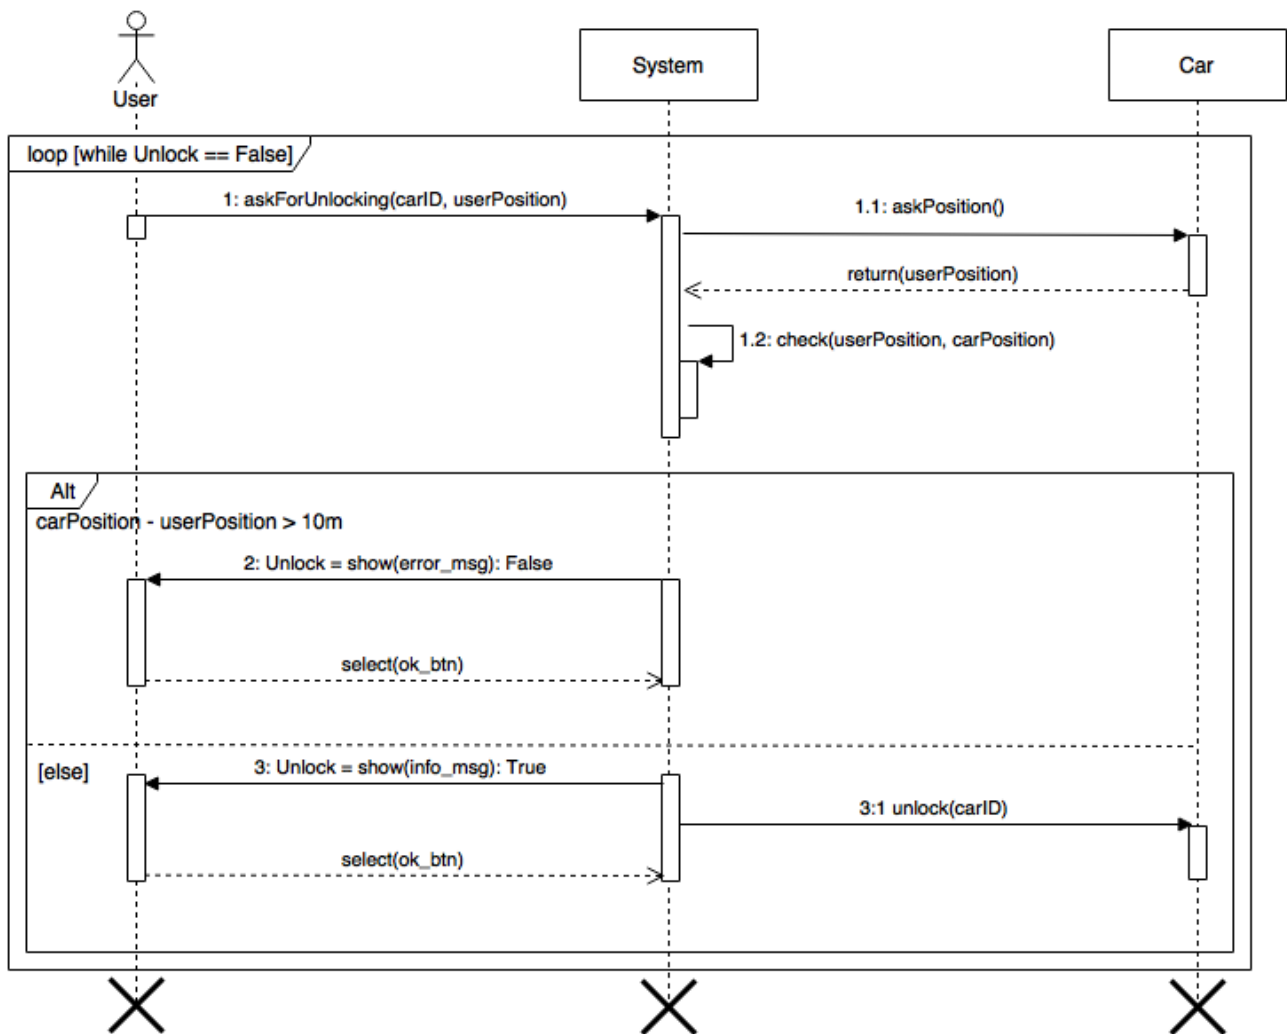 User
System
Car
loop [while Unlock == False]
1: askForUnlocking(carID, userPosition)
1.1: askPosition()
return(userPosition)
1.2: check(userPosition, carPosition)
Alt
carPosition - userPosition > 10m
2: Unlock = show(error_msg): False
select(ok_btn)
[else]
3: Unlock = show(info_msg): True
3:1 unlock(carID)
select(ok_btn)